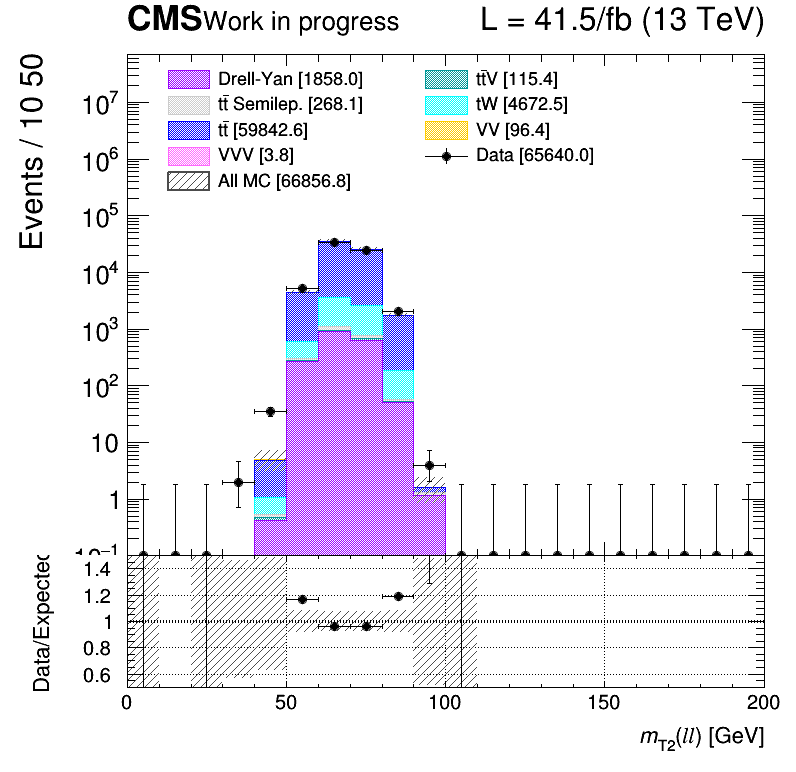 CMS Work in progress L = 41.5/fb (13 TeV)
Events / 10 50
Drell-Yan [1858.0]
tt̄ Semilep. [268.1]
tt̄ [59842.6]
VVV [3.8]
All MC [66856.8]
tt̄V [115.4]
tW [4672.5]
VV [96.4]
Data [65640.0]
10⁷
10⁶
10⁵
10⁴
10³
10²
10
1
10⁻¹
Data/Expected
1.4
1.2
1
0.8
0.6
0 50 100 150 200
m_T2(ll) [GeV]